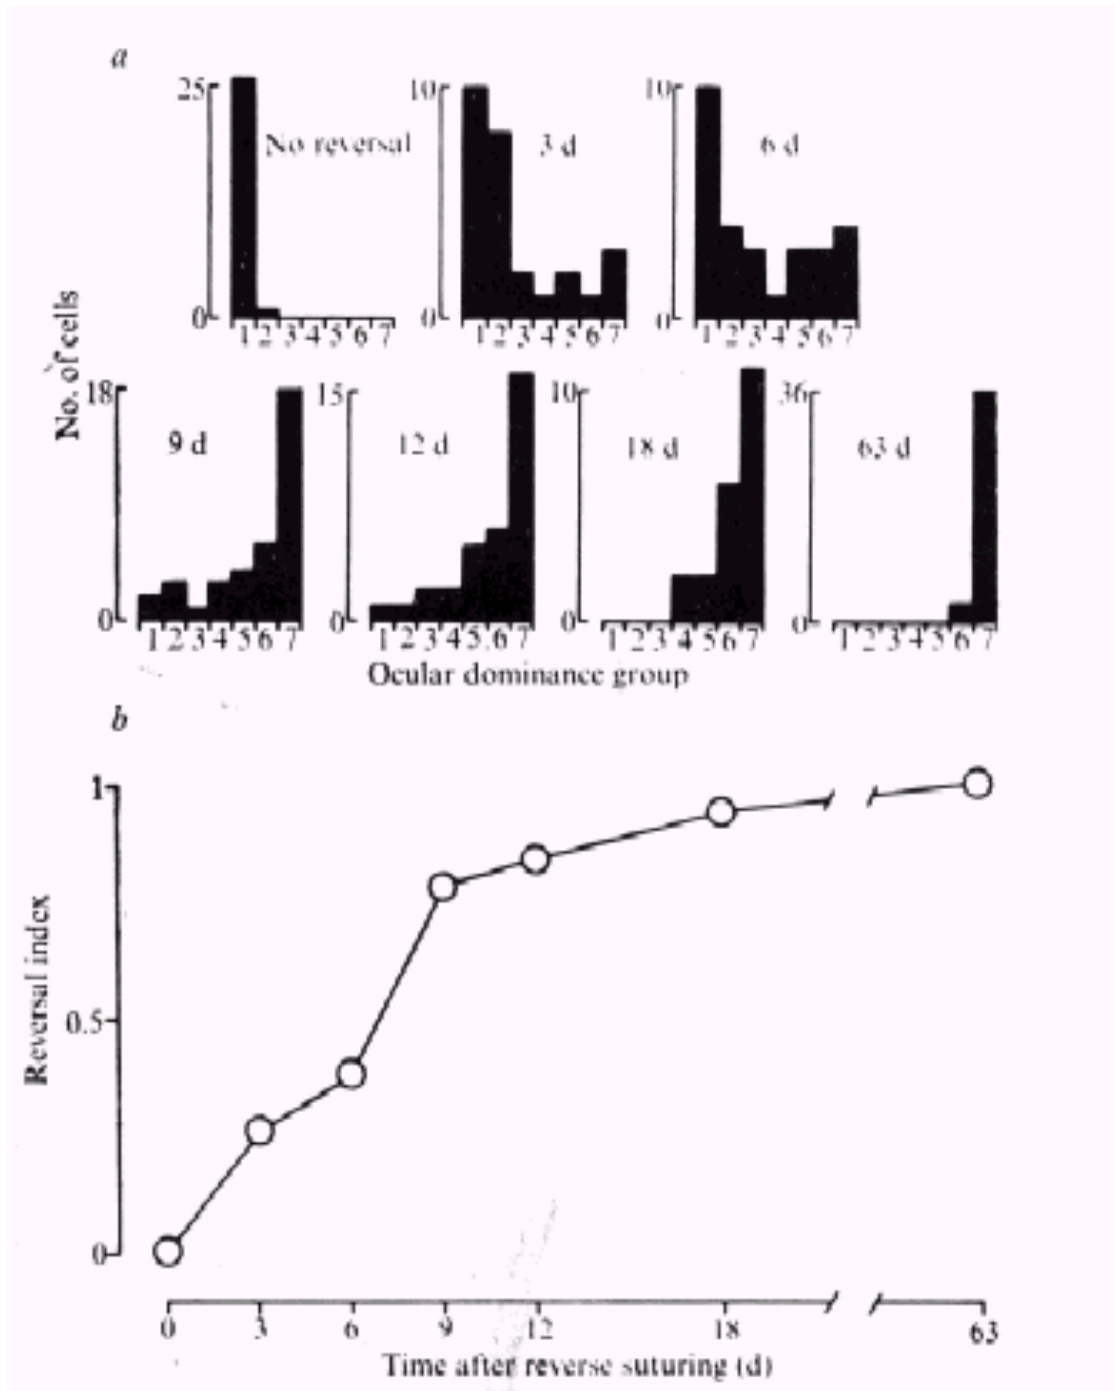 a
25
0
No reversal
1 2 3 4 5 6 7
10
0
3 d
1 2 3 4 5 6 7
10
0
6 d
1 2 3 4 5 6 7
No. of cells
18
0
9 d
1 2 3 4 5 6 7
15
0
12 d
1 2 3 4 5 6 7
10
0
18 d
1 2 3 4 5 6 7
36
0
63 d
1 2 3 4 5 6 7
Ocular dominance group
b
1
0.5
0
Reversal index
0 3 6 9 12 18 63
Time after reverse suturing (d)